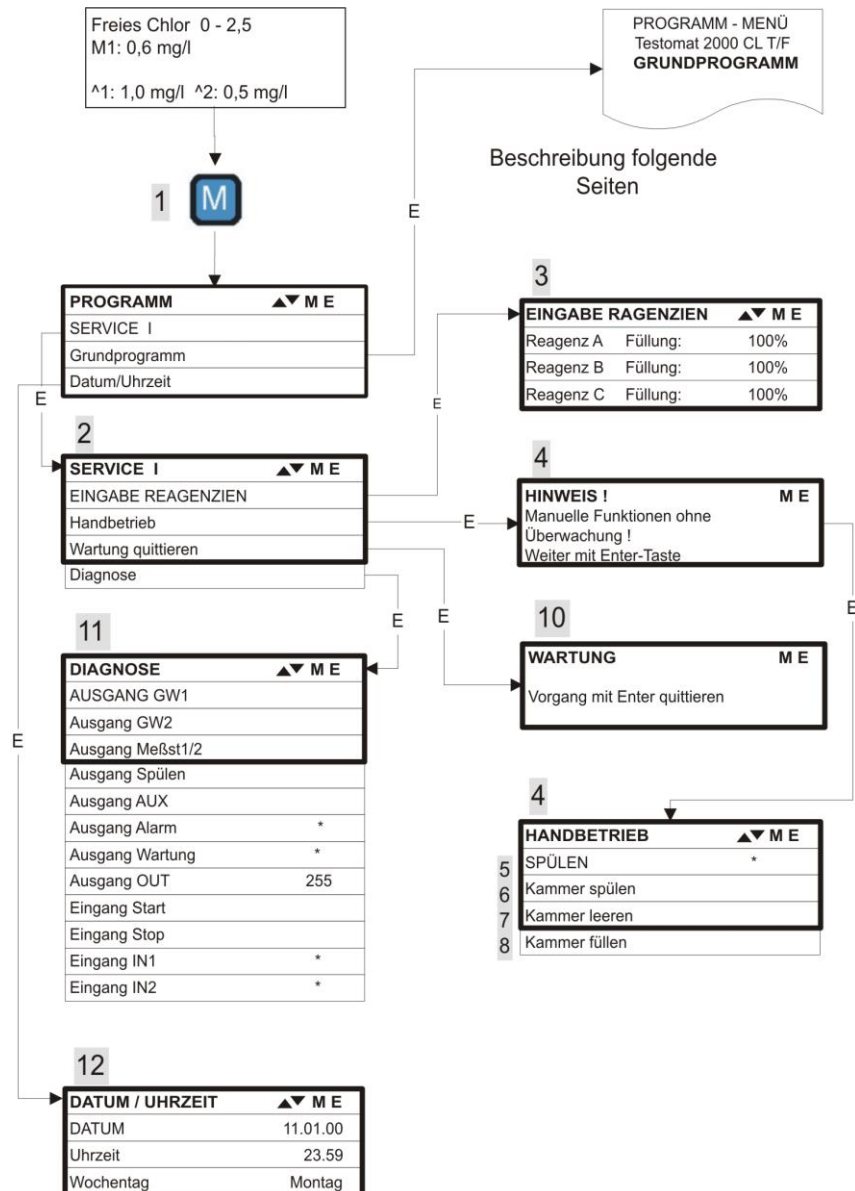 Freies Chlor 0 - 2,5
M1: 0,6 mg/l
^1: 1,0 mg/l ^2: 0,5 mg/l
PROGRAMM - MENÜ
Testomat 2000 CL T/F
GRUNDPROGRAMM
Beschreibung folgende
Seiten
1
M
E
PROGRAMM ▲▼ M E
SERVICE I
Grundprogramm
Datum/Uhrzeit
E
3
EINGABE RAGENZIEN ▲▼ M E
Reagenz A Füllung: 100%
Reagenz B Füllung: 100%
Reagenz C Füllung: 100%
E
2
SERVICE I ▲▼ M E
EINGABE REAGENZIEN
Handbetrieb
Wartung quittieren
Diagnose
E
4
HINWEIS ! M E
Manuelle Funktionen ohne
Überwachung !
Weiter mit Enter-Taste
E
E
E
10
WARTUNG M E
Vorgang mit Enter quittieren
11
DIAGNOSE ▲▼ M E
AUSGANG GW1
Ausgang GW2
Ausgang Meßst1/2
Ausgang Spülen
Ausgang AUX
Ausgang Alarm *
Ausgang Wartung *
Ausgang OUT 255
Eingang Start
Eingang Stop
Eingang IN1 *
Eingang IN2 *
E
4
HANDBETRIEB ▲▼ M E
5 SPÜLEN *
6 Kammer spülen
7 Kammer leeren
8 Kammer füllen
12
DATUM / UHRZEIT ▲▼ M E
DATUM 11.01.00
Uhrzeit 23.59
Wochentag Montag